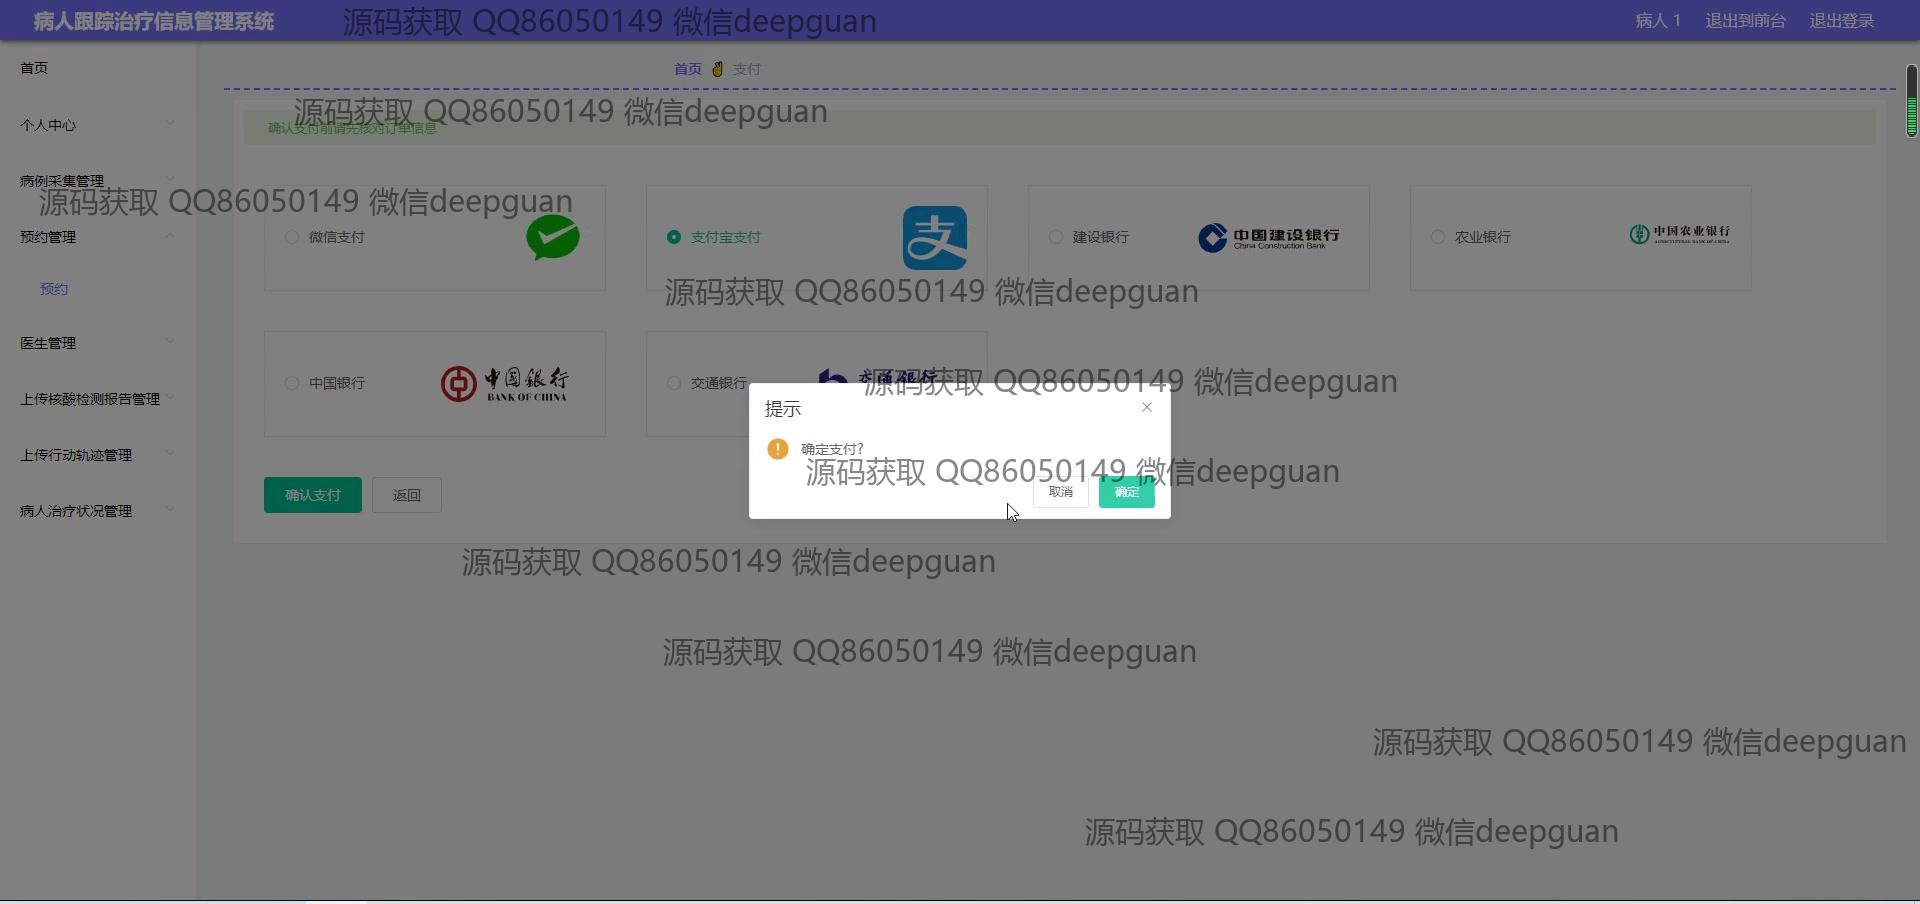 病人跟踪治疗信息管理系统
源码获取 QQ86050149 微信deepguan
病人 1
退出到前台
退出登录
首页
首页
支付
个人中心
源码获取 QQ86050149 微信deepguan
确认支付前请先核对订单信息
病例采集管理
源码获取 QQ86050149 微信deepguan
预约管理
微信支付
支付宝支付
支
建设银行
中国建设银行
China Construction Bank
农业银行
中国农业银行
AGRICULTURAL BANK OF CHINA
预约
源码获取 QQ86050149 微信deepguan
医生管理
中国银行
中国银行
BANK OF CHINA
交通银行
交通银行
源码获取 QQ86050149 微信deepguan
上传核酸检测报告管理
提示
确定支付?
上传行动轨迹管理
源码获取 QQ86050149 微信deepguan
取消
确定
确认支付
返回
病人治疗状况管理
源码获取 QQ86050149 微信deepguan
源码获取 QQ86050149 微信deepguan
源码获取 QQ86050149 微信deepguan
源码获取 QQ86050149 微信deepguan